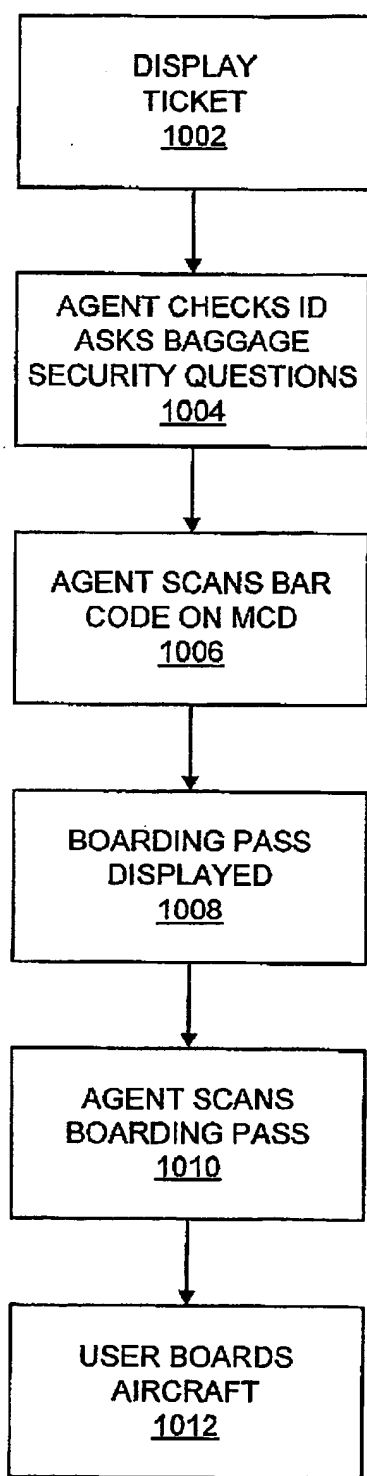 DISPLAY
TICKET
1002
AGENT CHECKS ID
ASKS BAGGAGE
SECURITY QUESTIONS
1004
AGENT SCANS BAR
CODE ON MCD
1006
BOARDING PASS
DISPLAYED
1008
AGENT SCANS
BOARDING PASS
1010
USER BOARDS
AIRCRAFT
1012